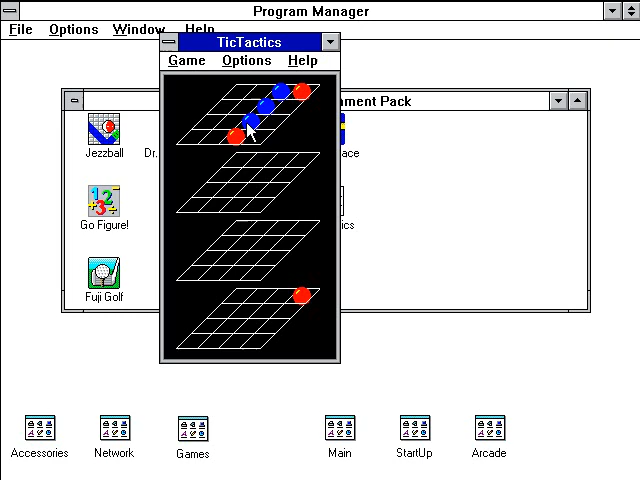 Program Manager
File Options Window Help
TicTactics
Game Options Help
nment Pack
Jezzball
Dr.
ace
Go Figure!
ics
Fuji Golf
Accessories
Network
Games
Main
StartUp
Arcade